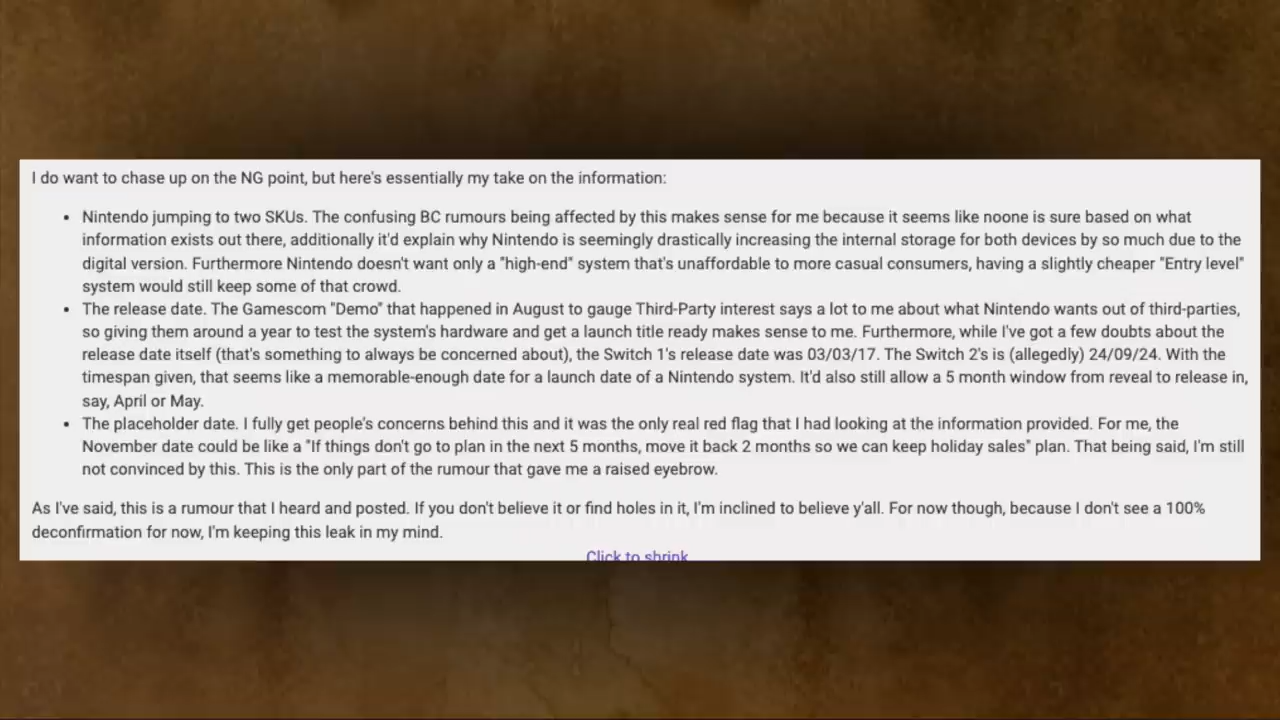 I do want to chase up on the NG point, but here's essentially my take on the information:
• Nintendo jumping to two SKUs. The confusing BC rumours being affected by this makes sense for me because it seems like noone is sure based on what
information exists out there, additionally it'd explain why Nintendo is seemingly drastically increasing the internal storage for both devices by so much due to the
digital version. Furthermore Nintendo doesn't want only a "high-end" system that's unaffordable to more casual consumers, having a slightly cheaper "Entry level"
system would still keep some of that crowd.
• The release date. The Gamescom "Demo" that happened in August to gauge Third-Party interest says a lot to me about what Nintendo wants out of third-parties,
so giving them around a year to test the system's hardware and get a launch title ready makes sense to me. Furthermore, while I've got a few doubts about the
release date itself (that's something to always be concerned about), the Switch 1's release date was 03/03/17. The Switch 2's is (allegedly) 24/09/24. With the
timespan given, that seems like a memorable-enough date for a launch date of a Nintendo system. It'd also still allow a 5 month window from reveal to release in,
say, April or May.
• The placeholder date. I fully get people's concerns behind this and it was the only real red flag that I had looking at the information provided. For me, the
November date could be like a "If things don't go to plan in the next 5 months, move it back 2 months so we can keep holiday sales" plan. That being said, I'm still
not convinced by this. This is the only part of the rumour that gave me a raised eyebrow.
As I've said, this is a rumour that I heard and posted. If you don't believe it or find holes in it, I'm inclined to believe y'all. For now though, because I don't see a 100%
deconfirmation for now, I'm keeping this leak in my mind.
Click to shrink